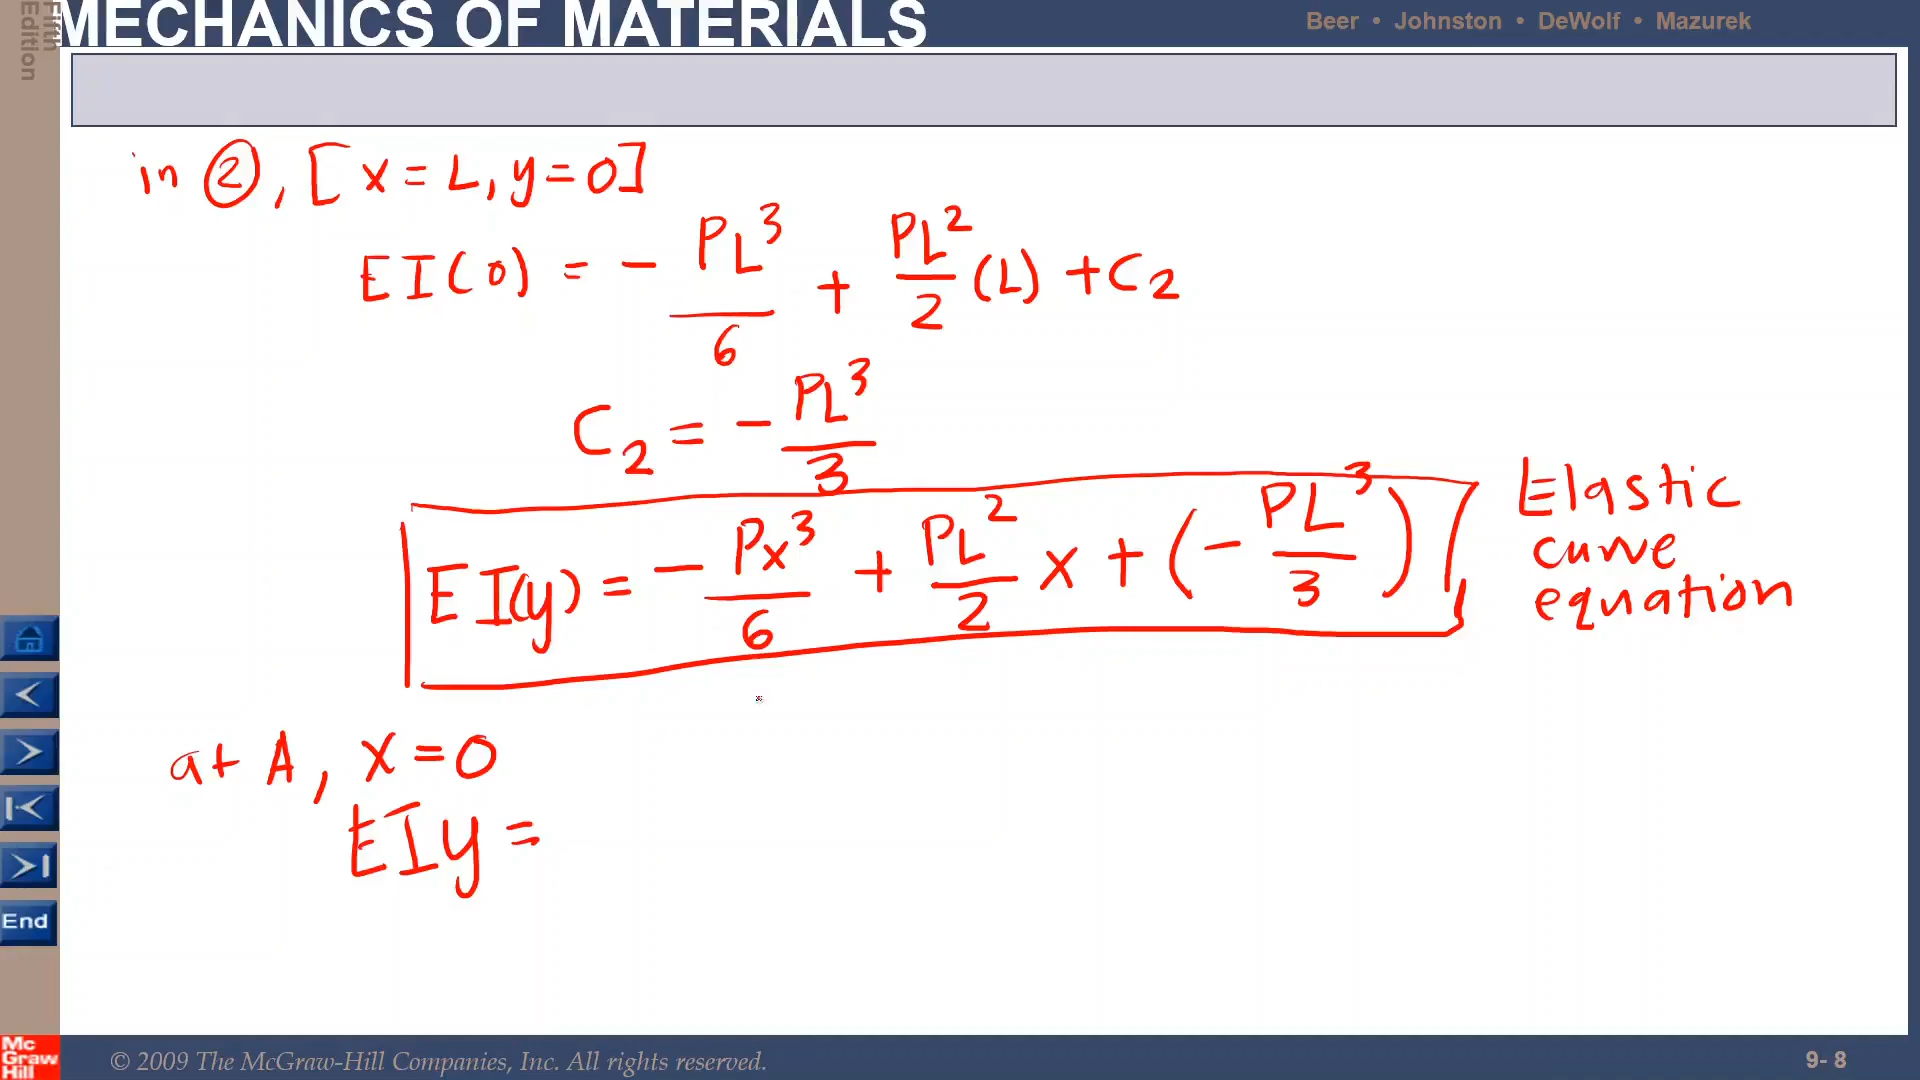 MECHANICS OF MATERIALS
Beer • Johnston • DeWolf • Mazurek
Fifth
Edition
in ②, [x = L, y = 0]
EI(0) = - PL³/6 + PL²/2 (L) + C₂
C₂ = - PL³/3
EI(y) = - Px³/6 + PL²/2 x + (- PL³/3)
Elastic
curve
equation
at A, x = 0
EIy =
End
Mc
Graw
Hill
© 2009 The McGraw-Hill Companies, Inc. All rights reserved.
9- 8